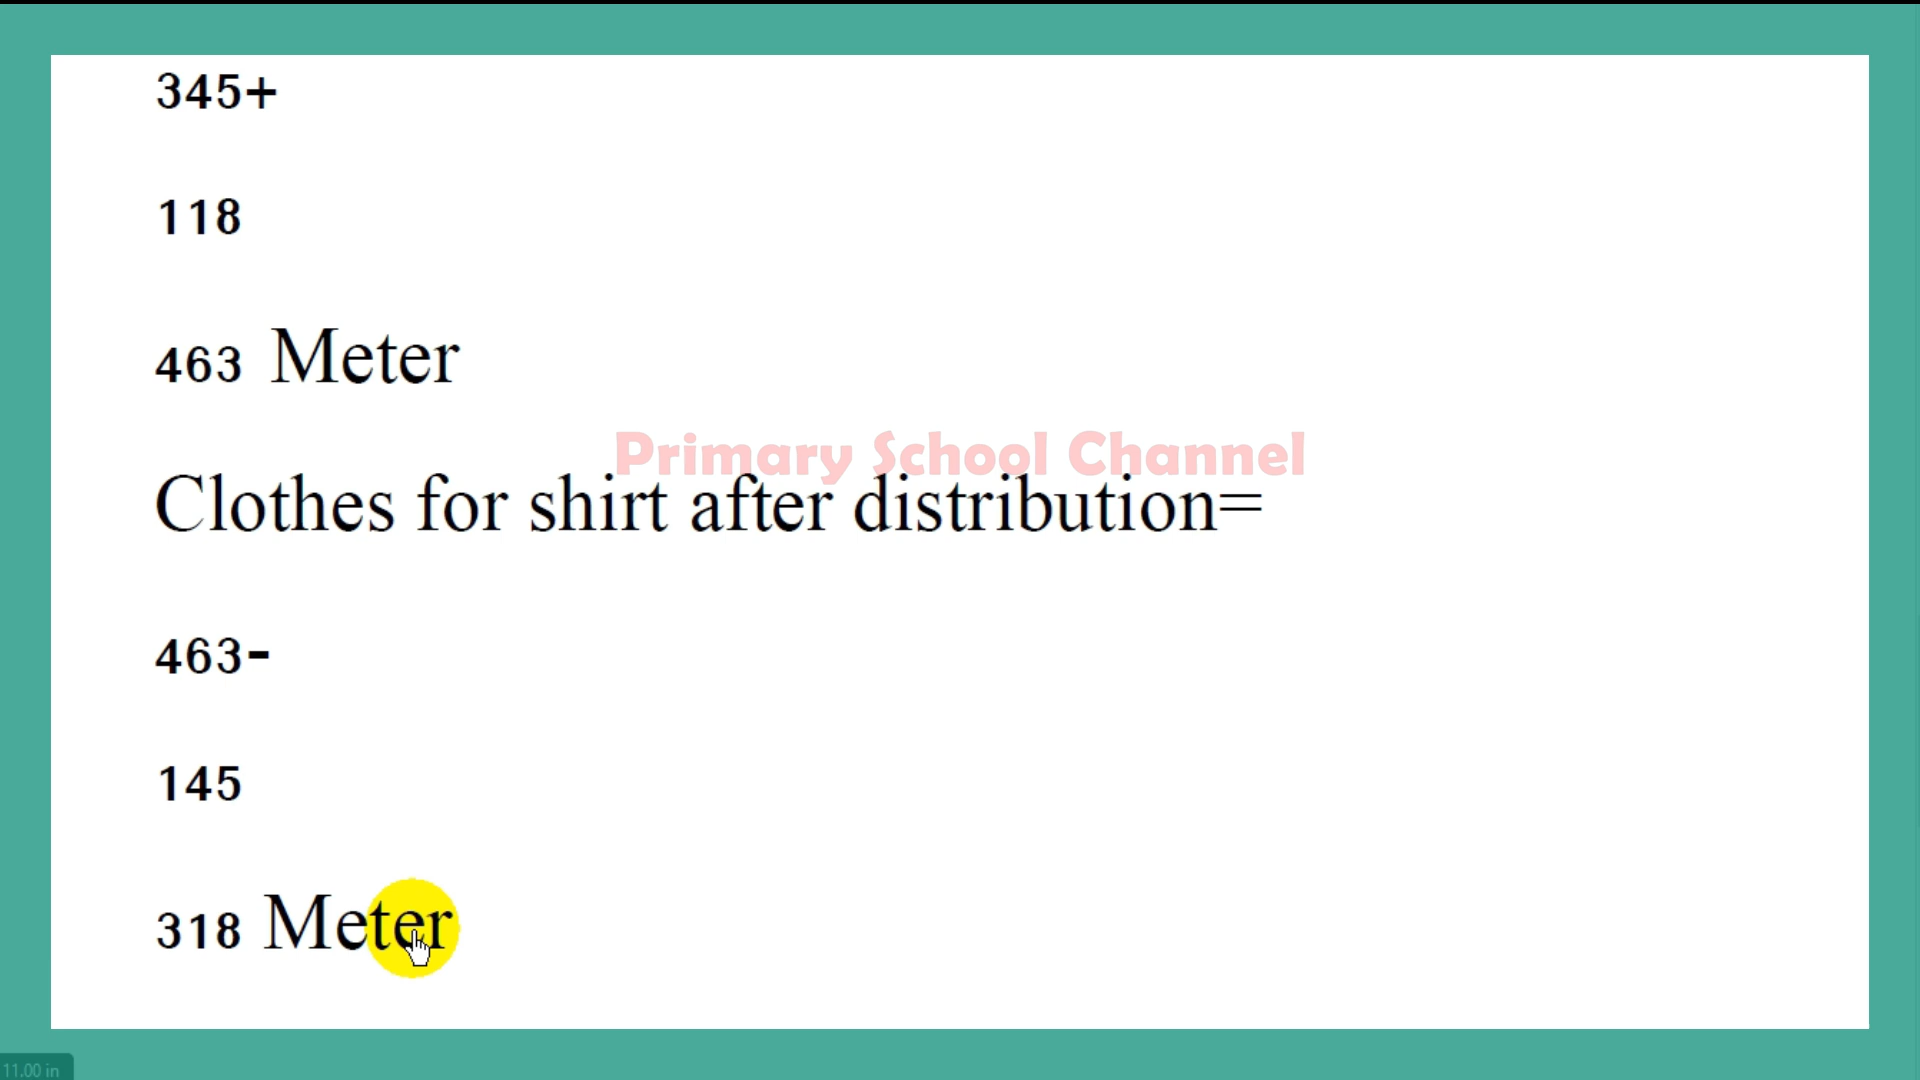 345+
118
463 Meter
Primary School Channel
Clothes for shirt after distribution=
463-
145
318 Meter
11.00 in